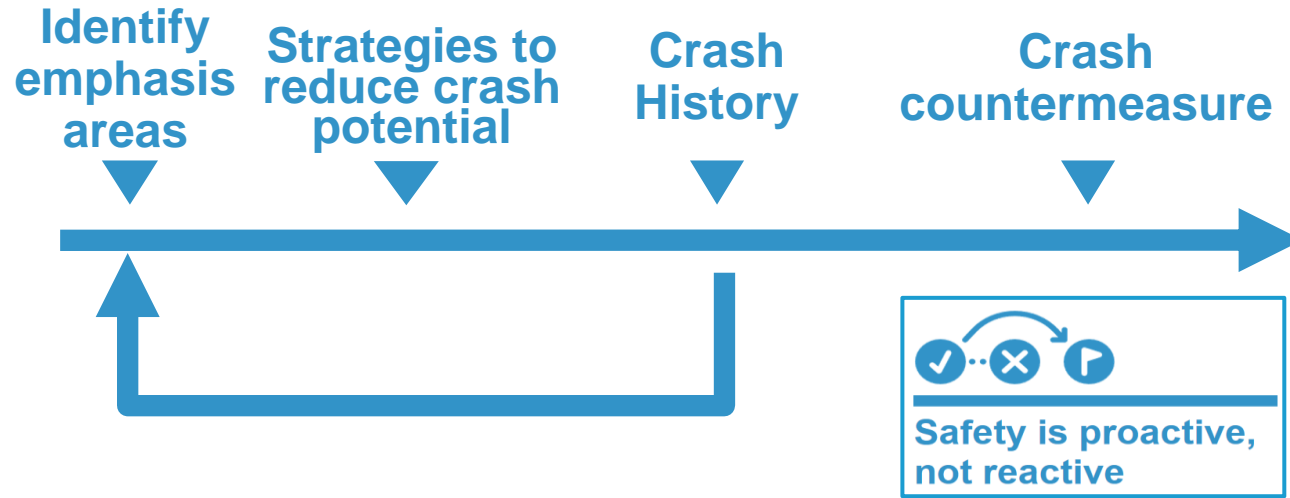 Identify
emphasis
areas
Strategies to
reduce crash
potential
Crash
History
Crash
countermeasure
Safety is proactive,
not reactive